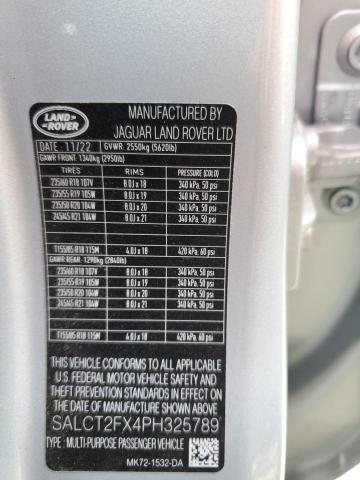 LAND ROVER
MANUFACTURED BY
JAGUAR LAND ROVER LTD
DATE: 11/22 GVWR: 2550kg (5620lb)
GAWR FRONT: 1340kg (2950lb)
TIRES RIMS PRESSURE (COLD)
235/60 R18 107V 8.0J x 18 340 kPa, 50 psi
235/55 R19 105W 8.0J x 19 340 kPa, 50 psi
235/50 R20 104W 8.0J x 20 340 kPa, 50 psi
245/45 R21 104W 8.0J x 21 340 kPa, 50 psi
T155/85 R18 115M 4.0J x 18 420 kPa, 60 psi
GAWR REAR: 1290kg (2840lb)
235/60 R18 107V 8.0J x 18 340 kPa, 50 psi
235/55 R19 105W 8.0J x 19 340 kPa, 50 psi
235/50 R20 104W 8.0J x 20 340 kPa, 50 psi
245/45 R21 104W 8.0J x 21 340 kPa, 50 psi
T155/85 R18 115M 4.0J x 18 420 kPa, 60 psi
THIS VEHICLE CONFORMS TO ALL APPLICABLE
U.S. FEDERAL MOTOR VEHICLE SAFETY AND
THEFT PREVENTION STANDARDS IN EFFECT ON
THE DATE OF MANUFACTURE SHOWN ABOVE
SALCT2FX4PH325789
TYPE: MULTI-PURPOSE PASSENGER VEHICLE
MK72-1532-DA